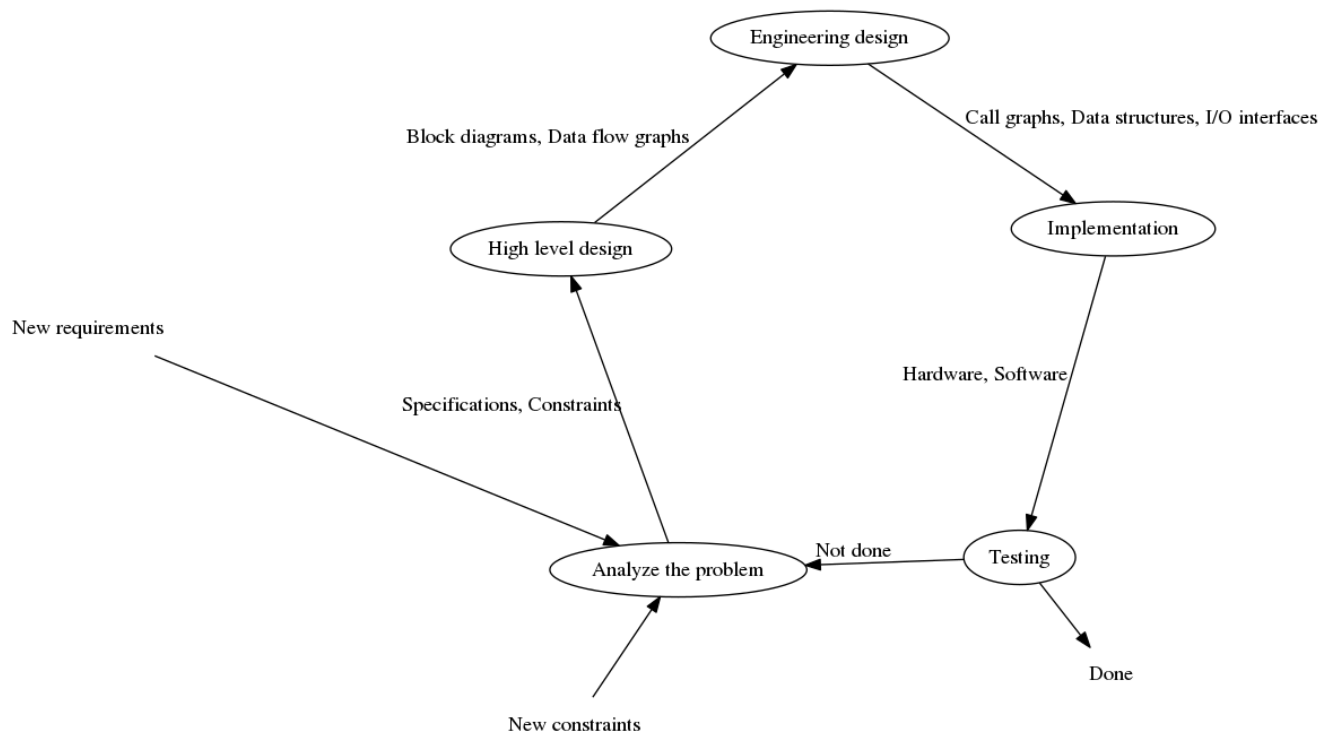 Engineering design
Call graphs, Data structures, I/O interfaces
Block diagrams, Data flow graphs
Implementation
High level design
New requirements
Hardware, Software
Specifications, Constraints
Not done
Testing
Analyze the problem
Done
New constraints